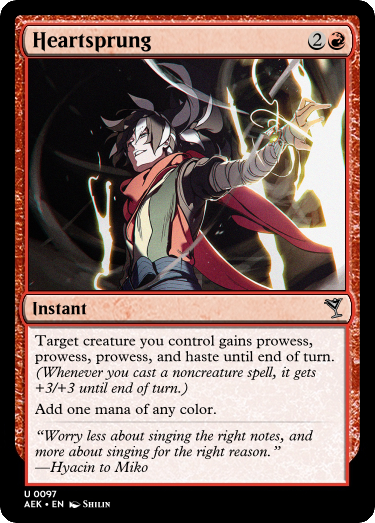 Heartsprung 2
Instant
Target creature you control gains prowess,
prowess, prowess, and haste until end of turn.
(Whenever you cast a noncreature spell, it gets
+3/+3 until end of turn.)
Add one mana of any color.
“Worry less about singing the right notes, and
more about singing for the right reason.”
—Hyacin to Miko
U 0097
AEK • EN Shilin